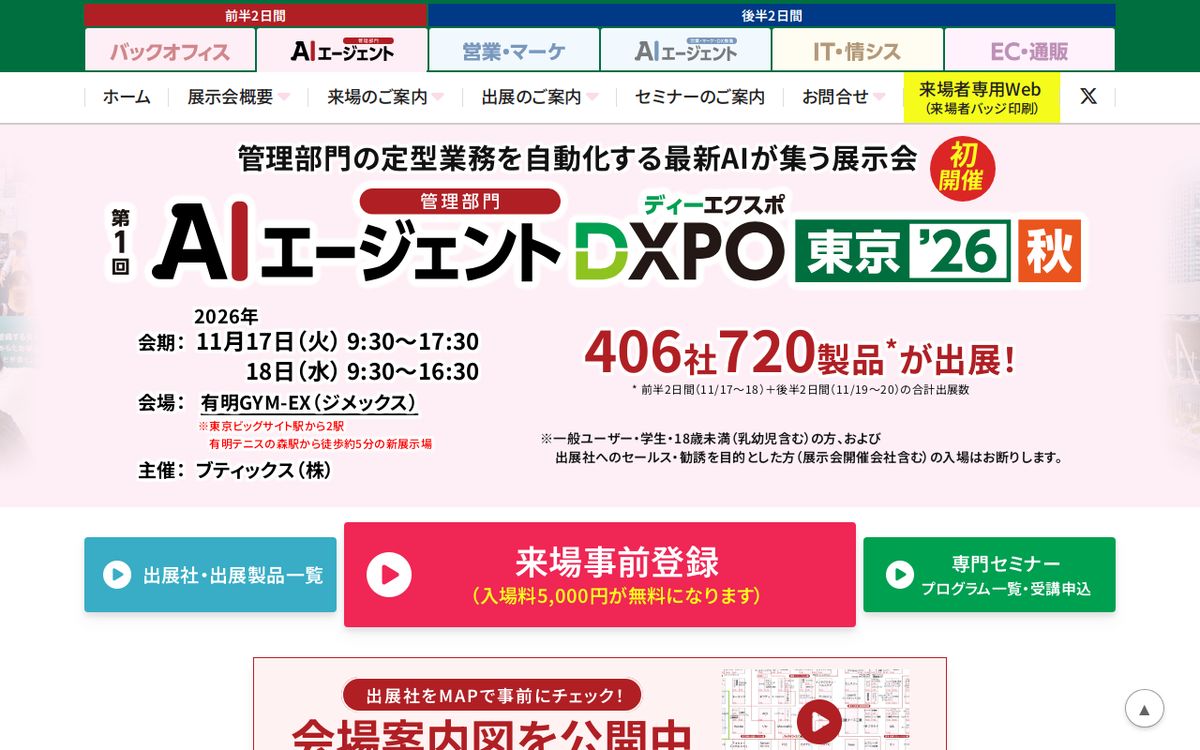 前半2日間
後半2日間
バックオフィス
管理部門
AIエージェント
営業・マーケ
AIエージェント
IT・情シス
EC・通販
ホーム
展示会概要
来場のご案内
出展のご案内
セミナーのご案内
お問合せ
来場者専用Web
（来場者バッジ印刷）
X
管理部門の定型業務を自動化する最新AIが集う展示会
初
開催
第1回
管理部門
AIエージェント
ディーエクスポ
DXPO
東京
'26
秋
2026年
会期： 11月17日（火） 9:30〜17:30
18日（水） 9:30〜16:30
会場： 有明GYM-EX（ジメックス）
※東京ビッグサイト駅から2駅
有明テニスの森駅から徒歩約5分の新展示場
主催： ブティックス（株）
406社720製品*が出展！
* 前半2日間（11/17〜18）＋後半2日間（11/19〜20）の合計出展数
※一般ユーザー・学生・18歳未満（乳幼児含む）の方、および
出展社へのセールス・勧誘を目的とした方（展示会開催会社含む）の入場はお断りします。
出展社・出展製品一覧
来場事前登録
（入場料5,000円が無料になります）
専門セミナー
プログラム一覧・受講申込
出展社をMAPで事前にチェック！
会場案内図を公開中
▲